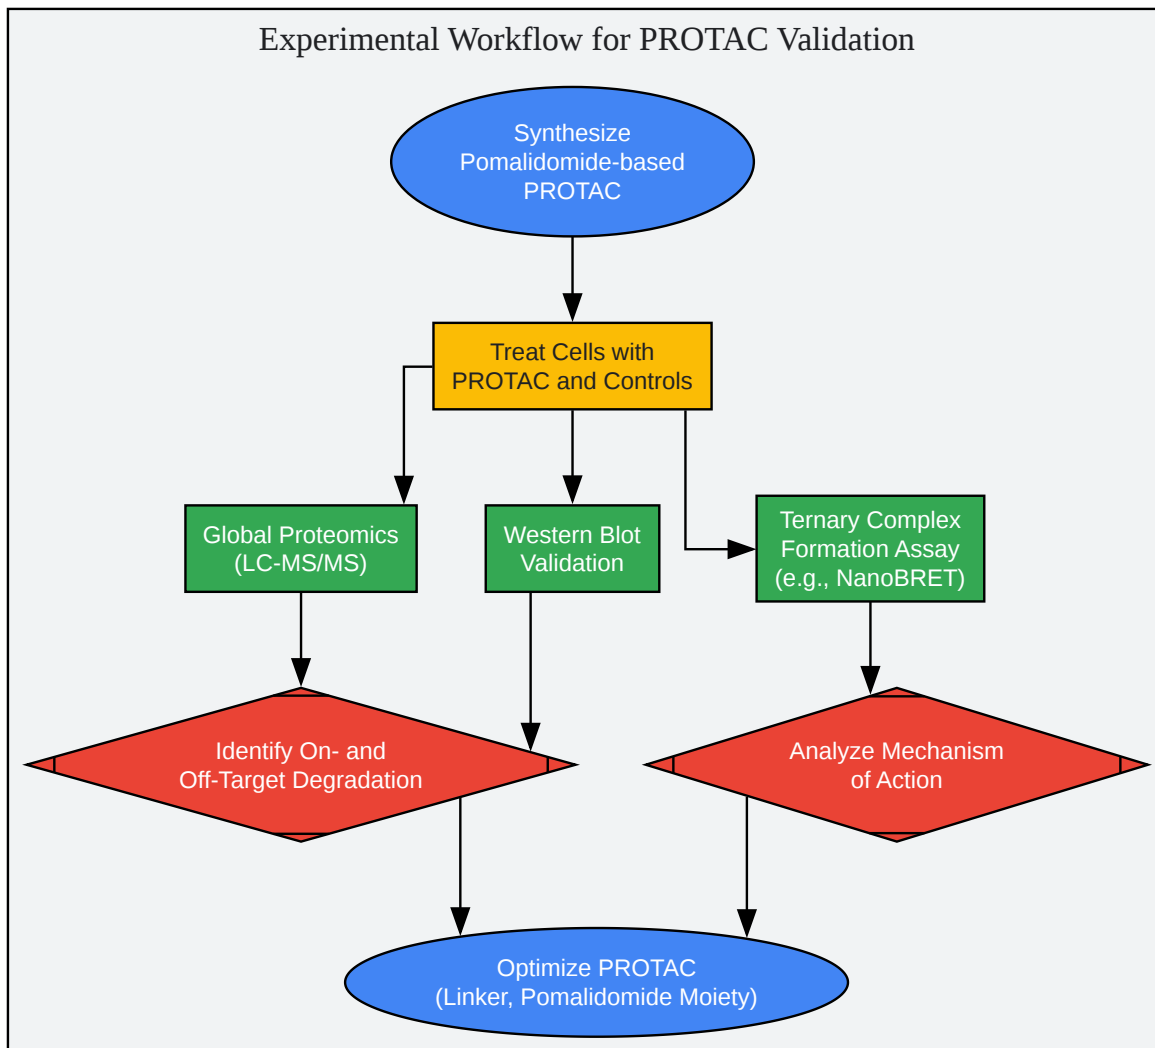 Experimental Workflow for PROTAC Validation
Synthesize
Pomalidomide-based
PROTAC
Treat Cells with
PROTAC and Controls
Global Proteomics
(LC-MS/MS)
Western Blot
Validation
Ternary Complex
Formation Assay
(e.g., NanoBRET)
Identify On- and
Off-Target Degradation
Analyze Mechanism
of Action
Optimize PROTAC
(Linker, Pomalidomide Moiety)